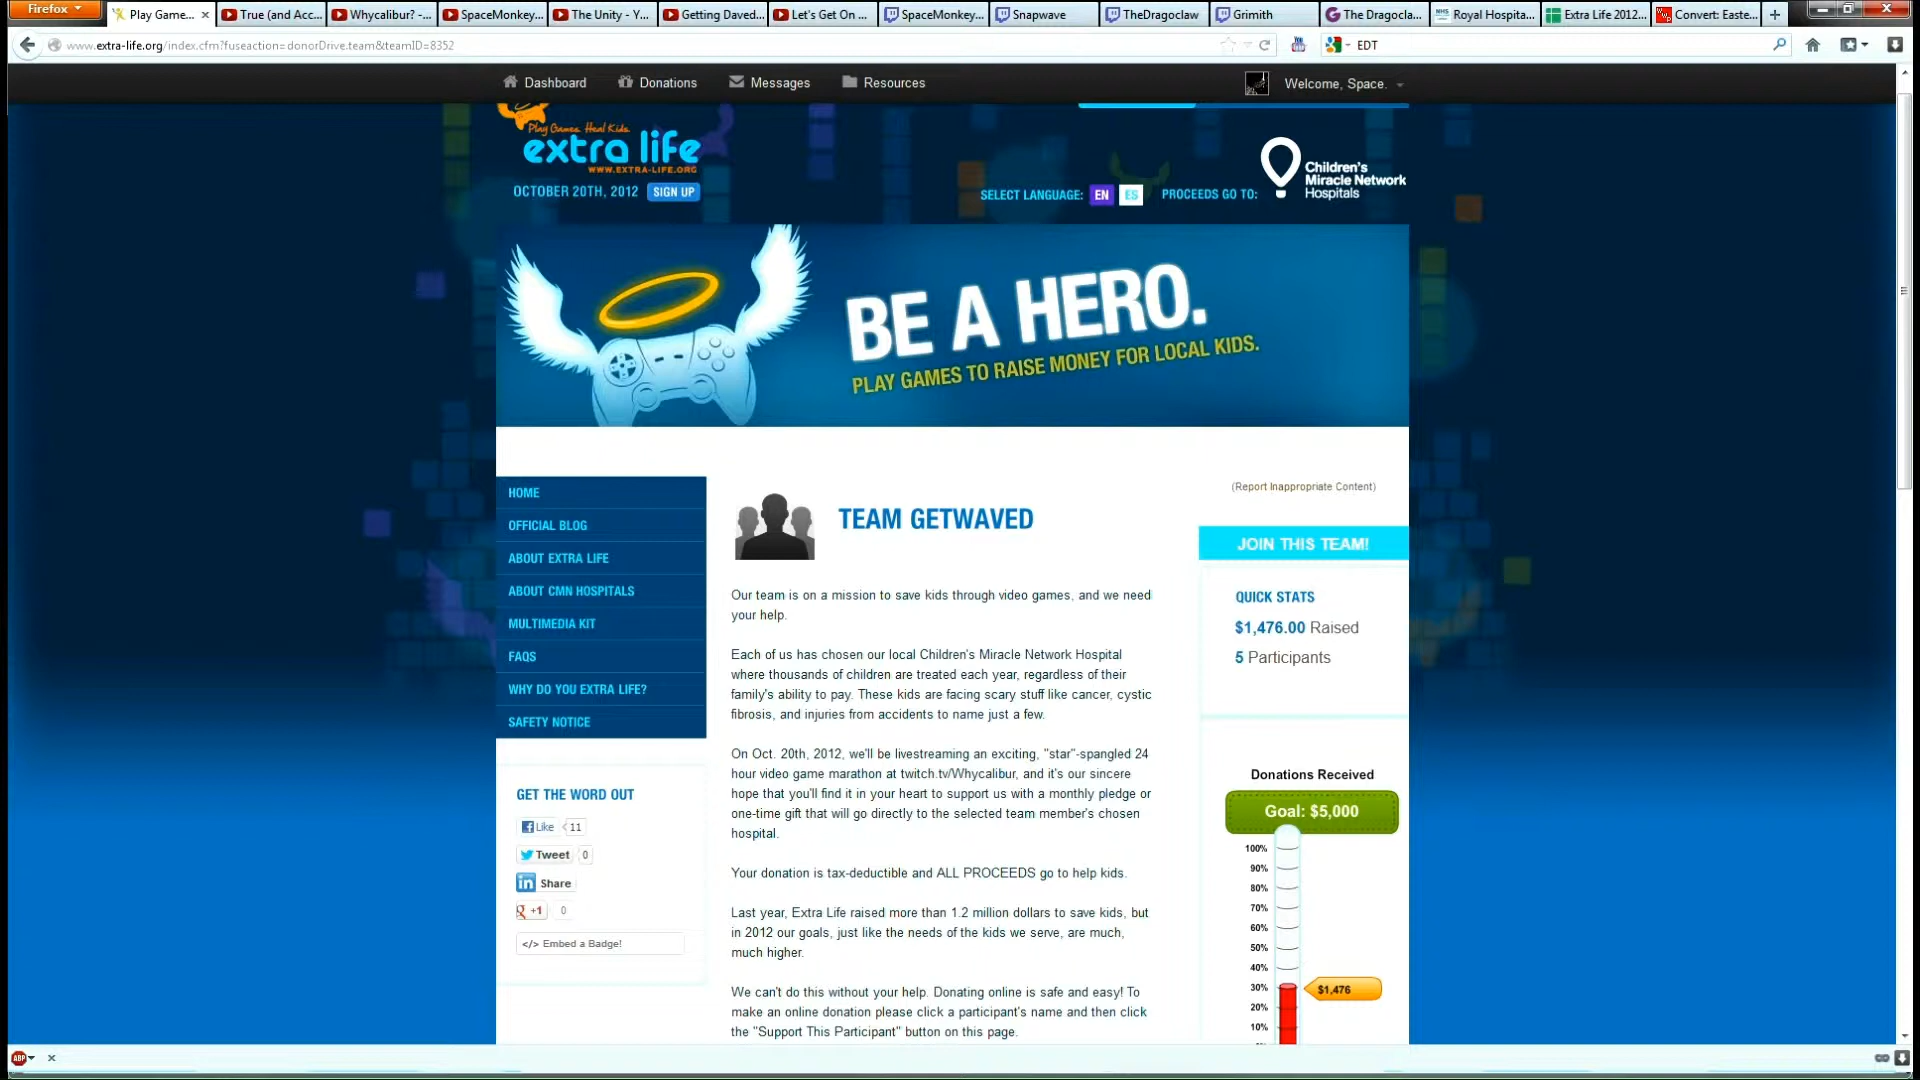 Firefox
Play Game...
True (and Acc...
Whycalibur? -...
SpaceMonkey...
The Unity - Y...
Getting Daved...
Let's Get On ...
SpaceMonkey...
Snapwave
TheDragoclaw
Grimith
The Dragocla...
Royal Hospita...
Extra Life 2012...
Convert: Easte...
www.extra-life.org/index.cfm?fuseaction=donorDrive.team&teamID=8352
EDT
Dashboard
Donations
Messages
Resources
Welcome, Space.
Play Games. Heal Kids.
extra life
WWW.EXTRA-LIFE.ORG
OCTOBER 20TH, 2012 SIGN UP
SELECT LANGUAGE: EN ES
PROCEEDS GO TO:
Children's
Miracle Network
Hospitals
BE A HERO.
PLAY GAMES TO RAISE MONEY FOR LOCAL KIDS.
HOME
OFFICIAL BLOG
ABOUT EXTRA LIFE
ABOUT CMN HOSPITALS
MULTIMEDIA KIT
FAQS
WHY DO YOU EXTRA LIFE?
SAFETY NOTICE
GET THE WORD OUT
Like 11
Tweet 0
in Share
+1 0
</> Embed a Badge!
TEAM GETWAVED
Our team is on a mission to save kids through video games, and we need
your help.
Each of us has chosen our local Children's Miracle Network Hospital
where thousands of children are treated each year, regardless of their
family's ability to pay. These kids are facing scary stuff like cancer, cystic
fibrosis, and injuries from accidents to name just a few.
On Oct. 20th, 2012, we'll be livestreaming an exciting, "star"-spangled 24
hour video game marathon at twitch.tv/Whycalibur, and it's our sincere
hope that you'll find it in your heart to support us with a monthly pledge or
one-time gift that will go directly to the selected team member's chosen
hospital.
Your donation is tax-deductible and ALL PROCEEDS go to help kids.
Last year, Extra Life raised more than 1.2 million dollars to save kids, but
in 2012 our goals, just like the needs of the kids we serve, are much,
much higher.
We can't do this without your help. Donating online is safe and easy! To
make an online donation please click a participant's name and then click
the "Support This Participant" button on this page.
(Report Inappropriate Content)
JOIN THIS TEAM!
QUICK STATS
$1,476.00 Raised
5 Participants
Donations Received
Goal: $5,000
100%
90%
80%
70%
60%
50%
40%
30%
$1,476
20%
10%
ABP